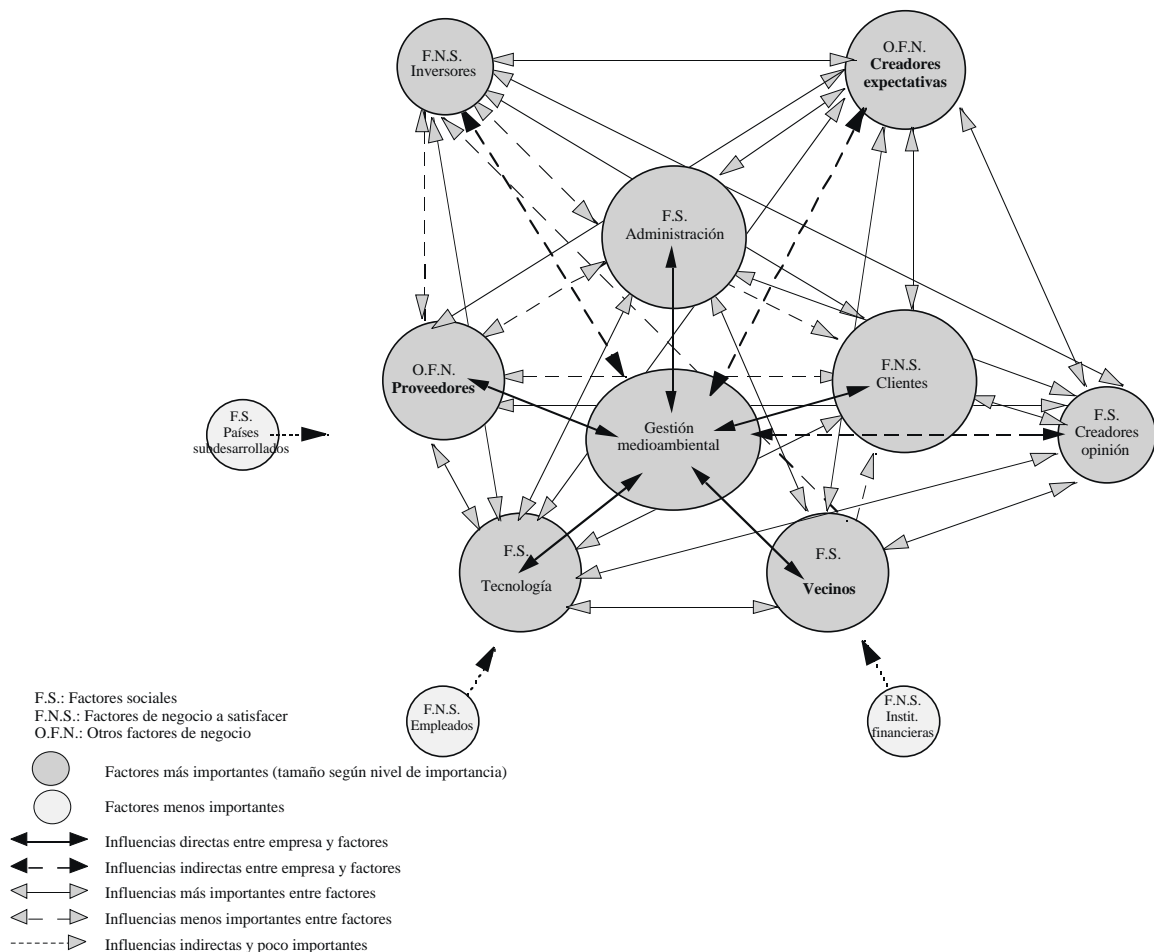 F.N.S.
Inversores
O.F.N.
Creadores
expectativas
F.S.
Administración
O.F.N.
Proveedores
F.N.S.
Clientes
F.S.
Países
subdesarrollados
Gestión
medioambiental
F.S.
Creadores
opinión
F.S.
Tecnología
F.S.
Vecinos
F.N.S.
Empleados
F.N.S.
Instit.
financieras
F.S.: Factores sociales
F.N.S.: Factores de negocio a satisfacer
O.F.N.: Otros factores de negocio
Factores más importantes (tamaño según nivel de importancia)
Factores menos importantes
Influencias directas entre empresa y factores
Influencias indirectas entre empresa y factores
Influencias más importantes entre factores
Influencias menos importantes entre factores
Influencias indirectas y poco importantes